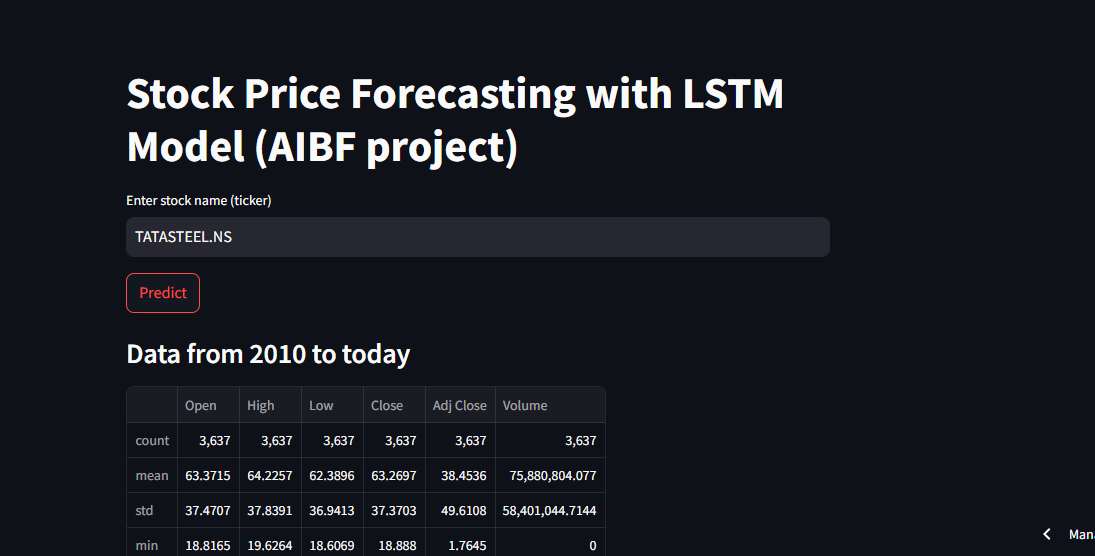 Stock Price Forecasting with LSTM
Model (AIBF project)
Enter stock name (ticker)
TATASTEEL.NS
Predict
Data from 2010 to today
Open High Low Close Adj Close Volume
count 3,637 3,637 3,637 3,637 3,637 3,637
mean 63.3715 64.2257 62.3896 63.2697 38.4536 75,880,804.077
std 37.4707 37.8391 36.9413 37.3703 49.6108 58,401,044.7144
min 18.8165 19.6264 18.6069 18.888 1.7645 0